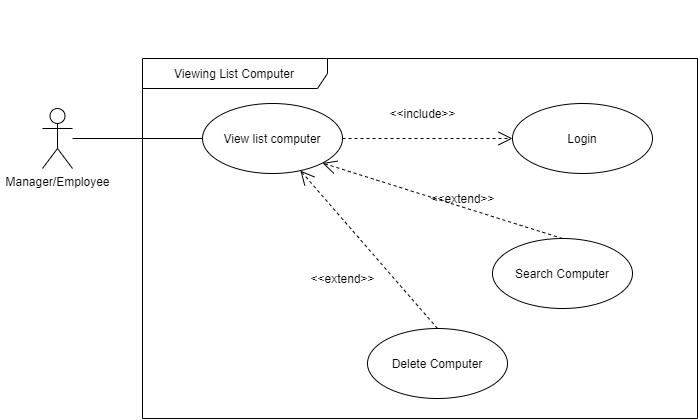 Viewing List Computer
<<include>>
View list computer
Login
Manager/Employee
<<extend>>
Search Computer
<<extend>>
Delete Computer